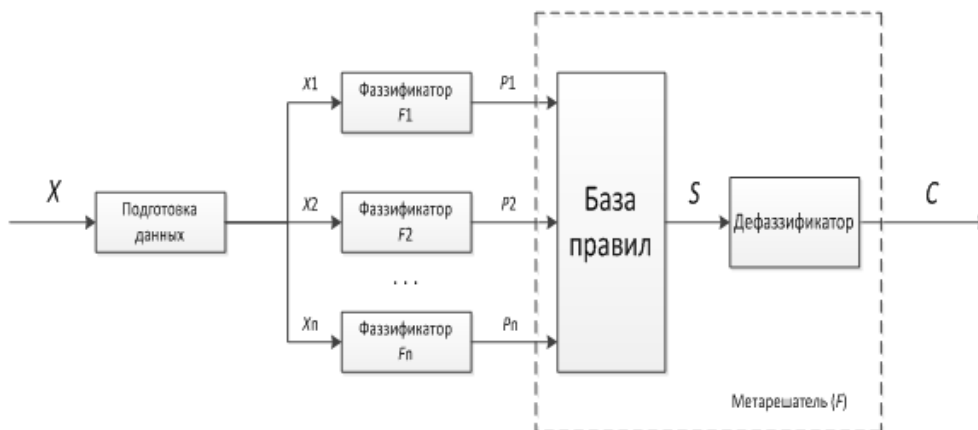 X
Подготовка
данных
X1
Фаззификатор
F1
P1
X2
Фаззификатор
F2
P2
. . .
Xn
Фаззификатор
Fn
Pn
База
правил
S
Дефаззификатор
C
Метарешатель (F)